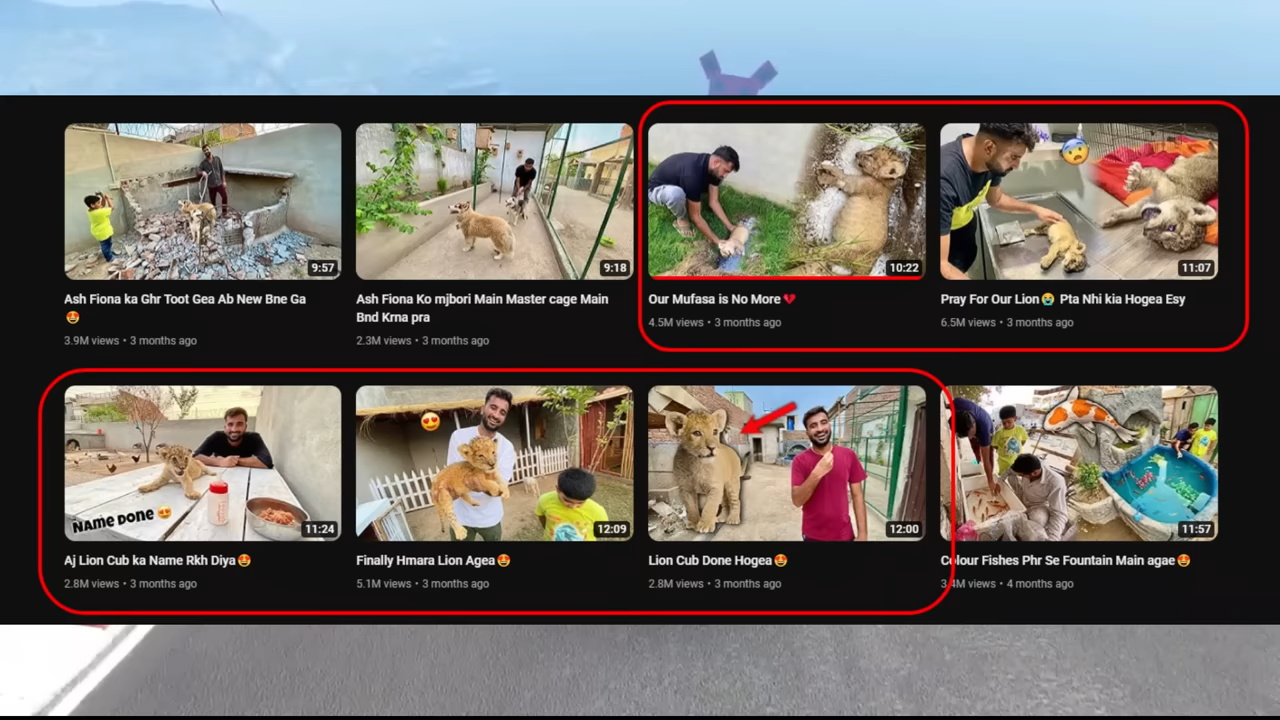 9:57
9:18
10:22
11:07
Ash Fiona ka Ghr Toot Gea Ab New Bne Ga
🤩
3.9M views • 3 months ago
Ash Fiona Ko mjbori Main Master cage Main
Bnd Krna pra
2.3M views • 3 months ago
Our Mufasa is No More💔
4.5M views • 3 months ago
Pray For Our Lion😭 Pta Nhi kia Hogea Esy
6.5M views • 3 months ago
NAME DONE 😍
11:24
12:09
12:00
11:57
Aj Lion Cub ka Name Rkh Diya🤩
2.8M views • 3 months ago
Finally Hmara Lion Agea🤩
5.1M views • 3 months ago
Lion Cub Done Hogea🤩
2.8M views • 3 months ago
Colour Fishes Phr Se Fountain Main agae🤩
3.4M views • 4 months ago